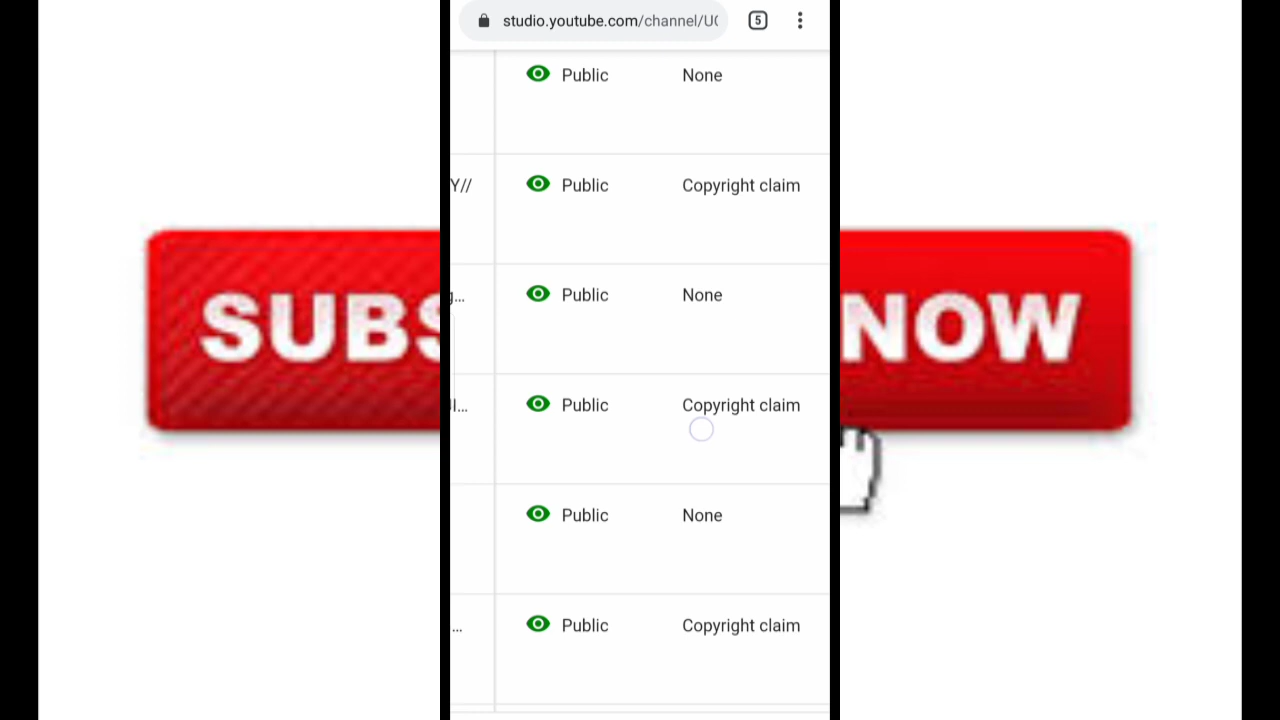 studio.youtube.com/channel/U
5
Public None
Y// Public Copyright claim
Public None
Public Copyright claim
SUBS NOW
Public None
... Public Copyright claim